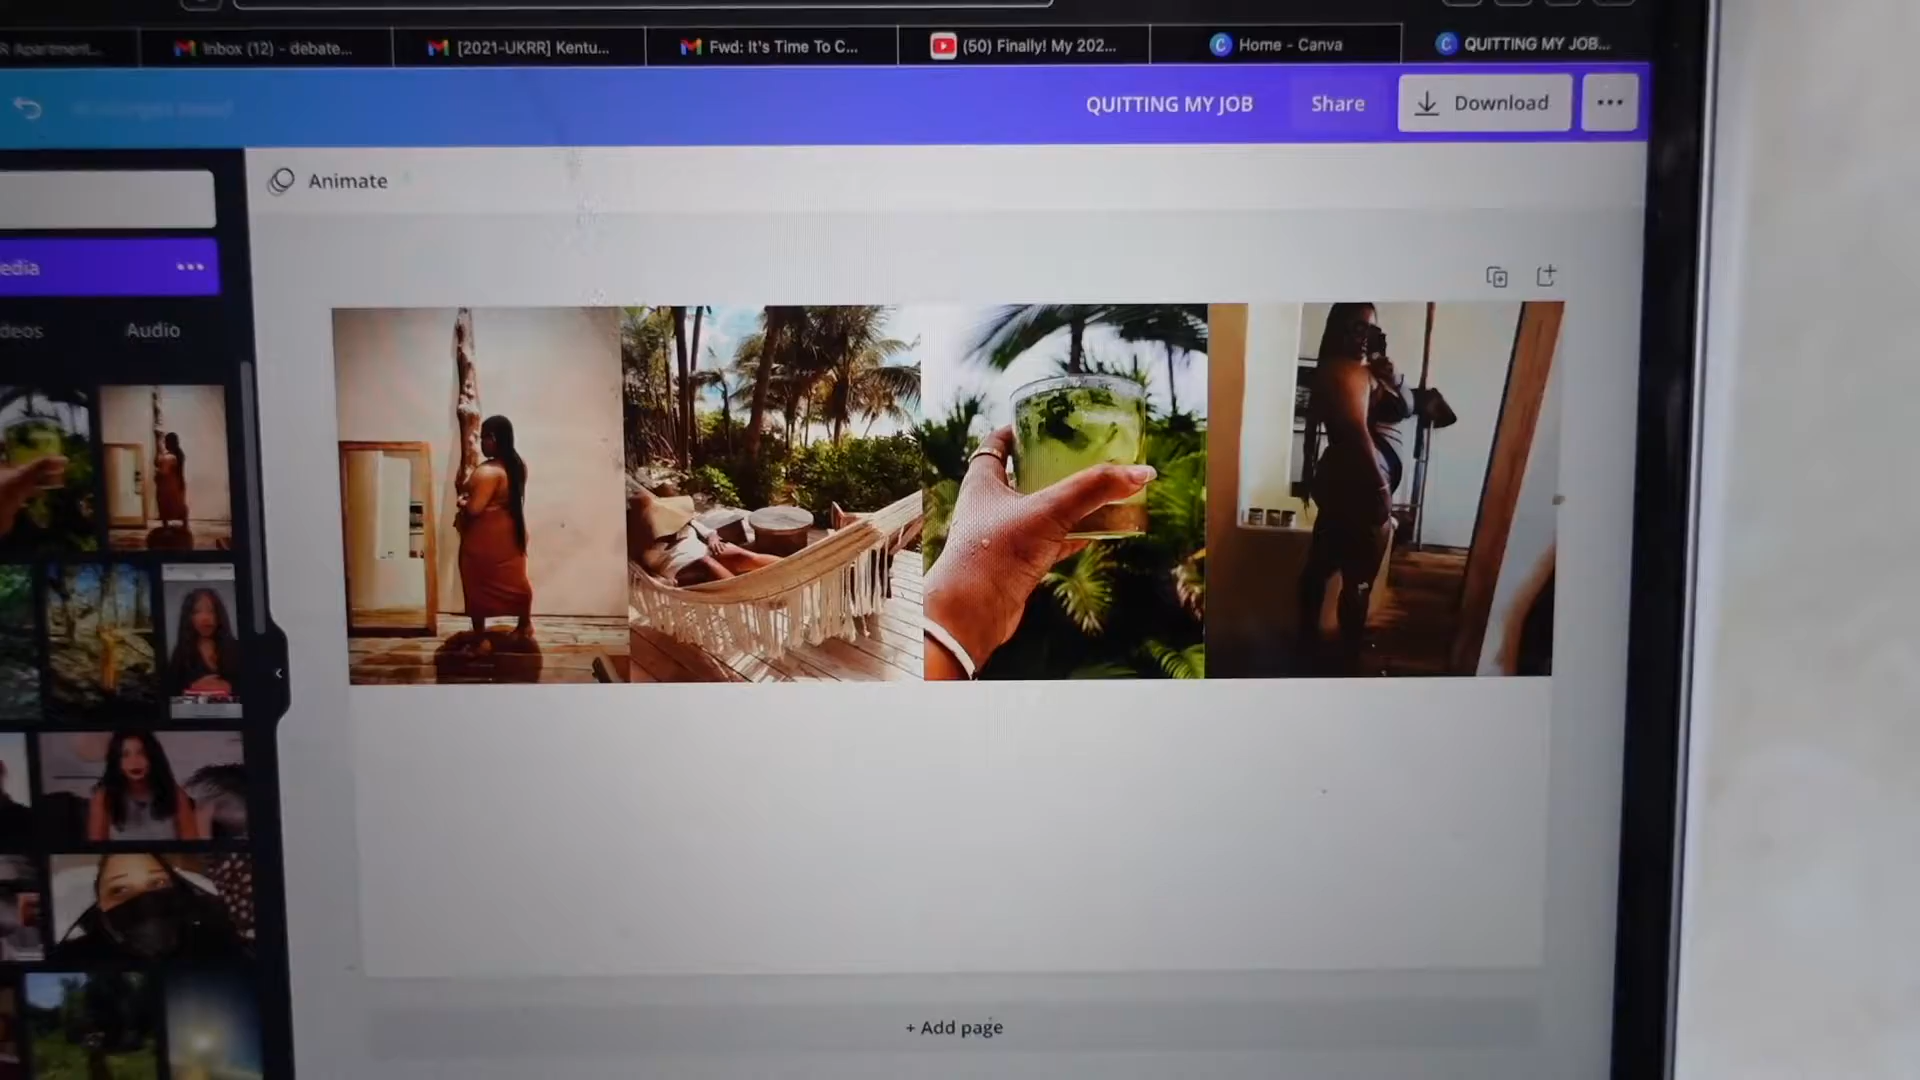 R Apartment...
Inbox (12) - debate...
[2021-UKRR] Kentu...
Fwd: It's Time To C...
(50) Finally! My 202...
Home - Canva
QUITTING MY JOB...
QUITTING MY JOB
Share
Download
Animate
edia
deos
Audio
+ Add page